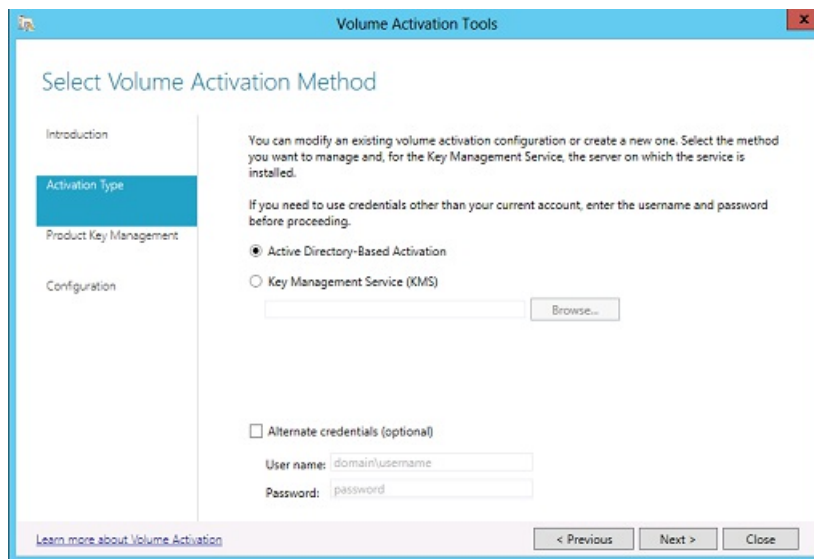 Volume Activation Tools
x
Select Volume Activation Method
Introduction
Activation Type
Product Key Management
Configuration
You can modify an existing volume activation configuration or create a new one. Select the method
you want to manage and, for the Key Management Service, the server on which the service is
installed.
If you need to use credentials other than your current account, enter the username and password
before proceeding.
Active Directory-Based Activation
Key Management Service (KMS)
Browse...
Alternate credentials (optional)
User name: domain\username
Password: password
Learn more about Volume Activation
< Previous Next > Close